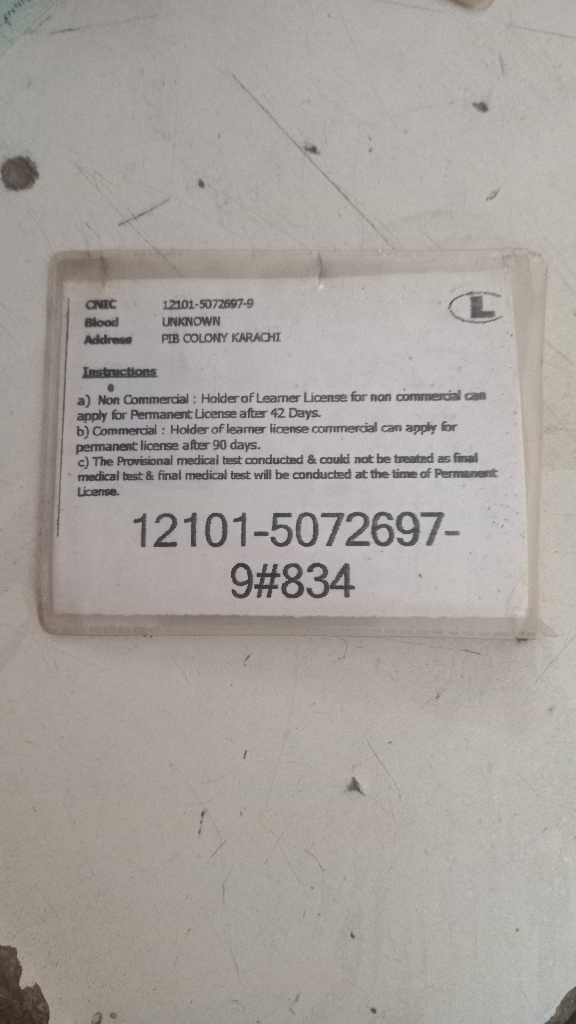 L
CNIC 12101-5072697-9
Blood UNKNOWN
Address PIB COLONY KARACHI
Instructions
a) Non Commercial : Holder of Learner License for non commercial can
apply for Permanent License after 42 Days.
b) Commercial : Holder of learner license commercial can apply for
permanent license after 90 days.
c) The Provisional medical test conducted & could not be treated as final
medical test & final medical test will be conducted at the time of Permanent
License.
12101-5072697-
9#834